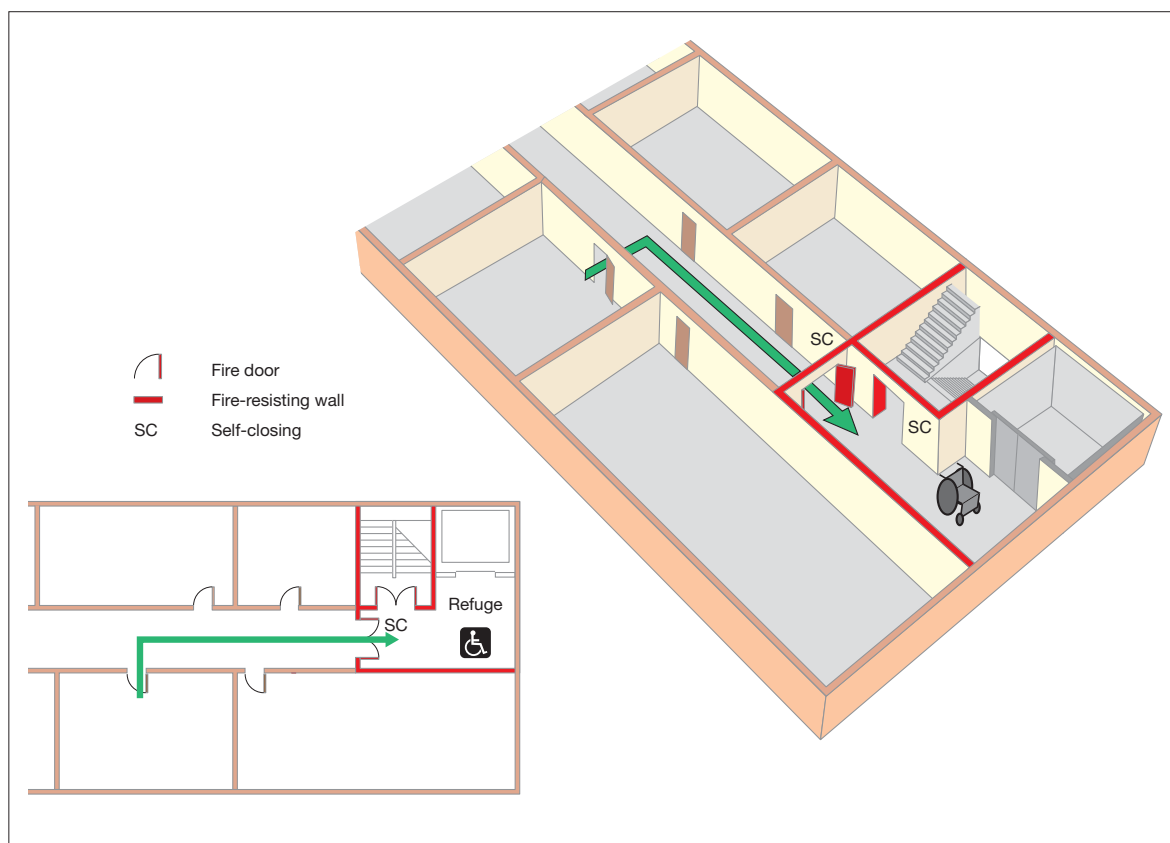 SC
SC
Fire door
Fire-resisting wall
SC Self-closing
Refuge
SC